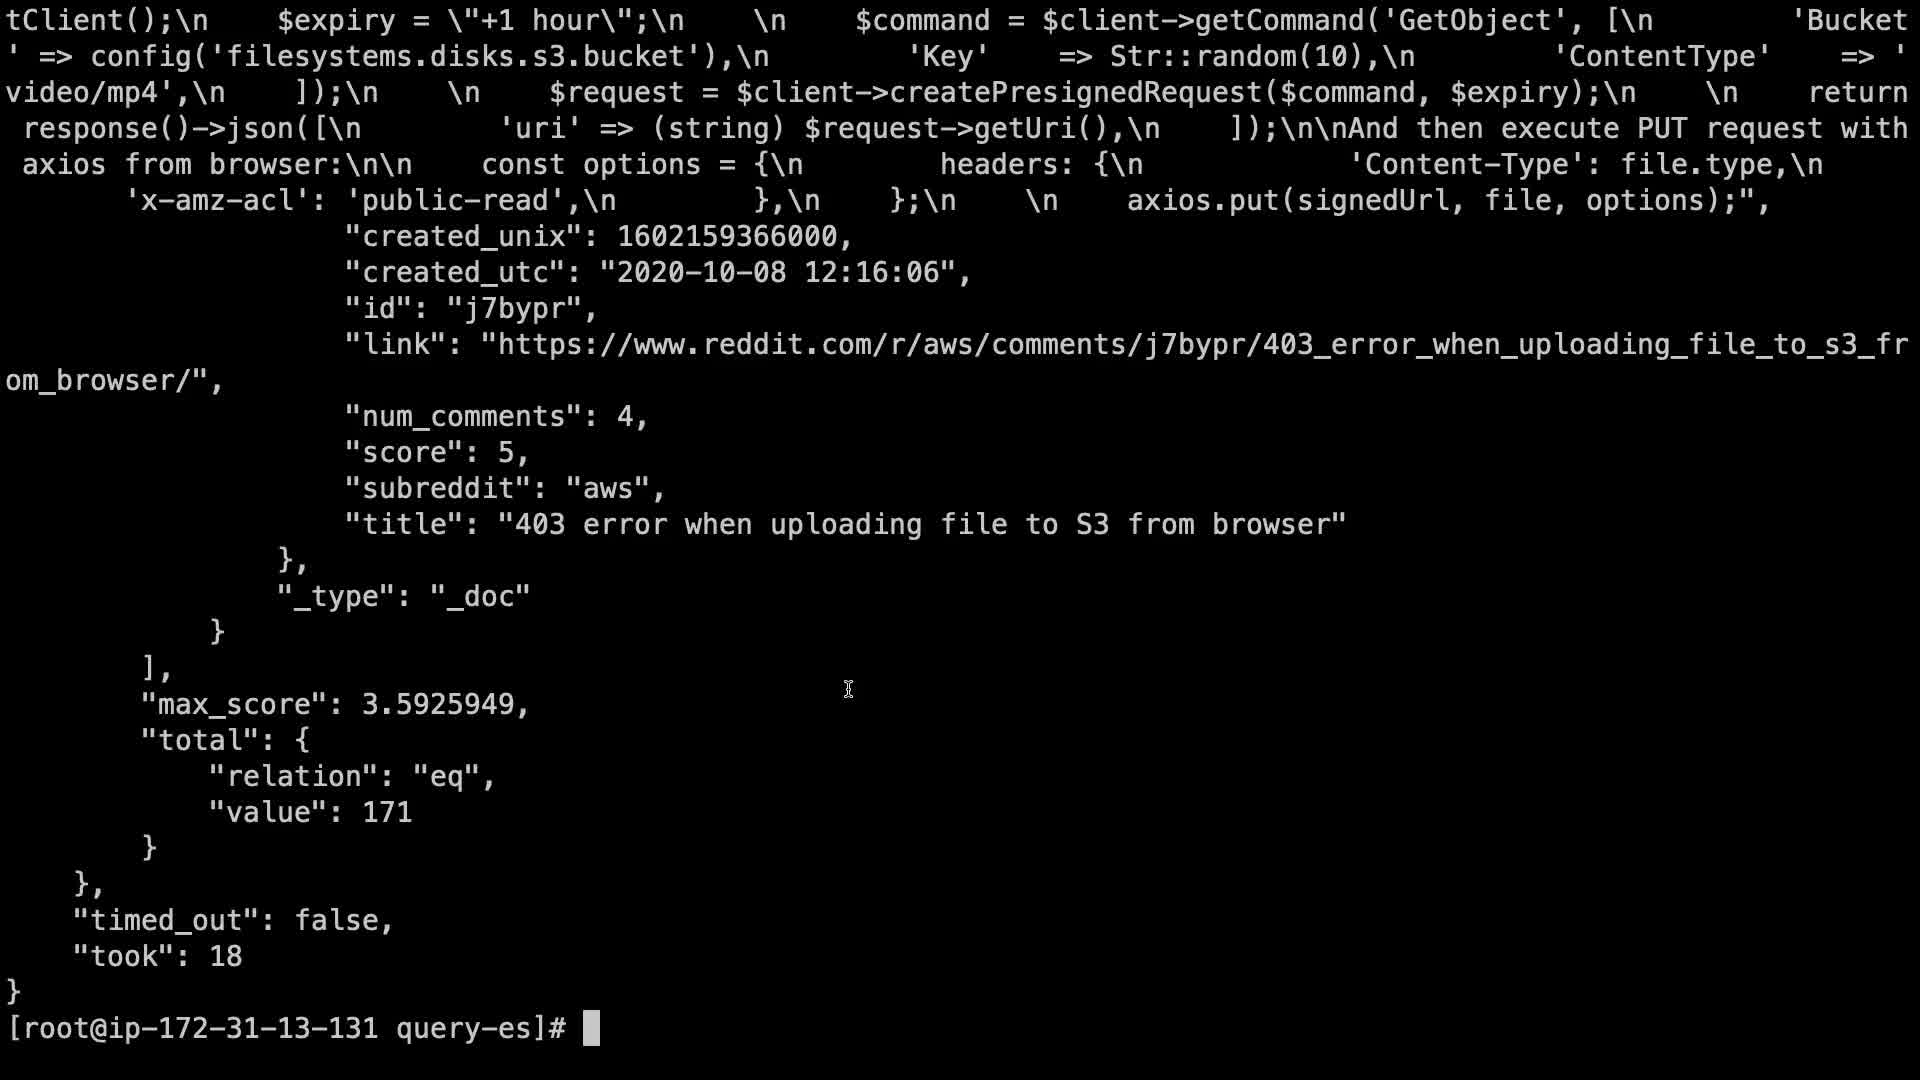 tClient();\n    $expiry = \"+1 hour\";\n    \n    $command = $client->getCommand('GetObject', [\n        'Bucket
' => config('filesystems.disks.s3.bucket'),\n        'Key'    => Str::random(10),\n        'ContentType'    => '
video/mp4',\n    ]);\n    \n    $request = $client->createPresignedRequest($command, $expiry);\n    \n    return
 response()->json([\n        'uri' => (string) $request->getUri(),\n    ]);\n\nAnd then execute PUT request with
 axios from browser:\n\n    const options = {\n        headers: {\n            'Content-Type': file.type,\n
       'x-amz-acl': 'public-read',\n        },\n    };\n    \n    axios.put(signedUrl, file, options);",
                    "created_unix": 1602159366000,
                    "created_utc": "2020-10-08 12:16:06",
                    "id": "j7bypr",
                    "link": "https://www.reddit.com/r/aws/comments/j7bypr/403_error_when_uploading_file_to_s3_fr
om_browser/",
                    "num_comments": 4,
                    "score": 5,
                    "subreddit": "aws",
                    "title": "403 error when uploading file to S3 from browser"
                },
                "_type": "_doc"
            }
        ],
        "max_score": 3.5925949,
        "total": {
            "relation": "eq",
            "value": 171
        }
    },
    "timed_out": false,
    "took": 18
}
[root@ip-172-31-13-131 query-es]#